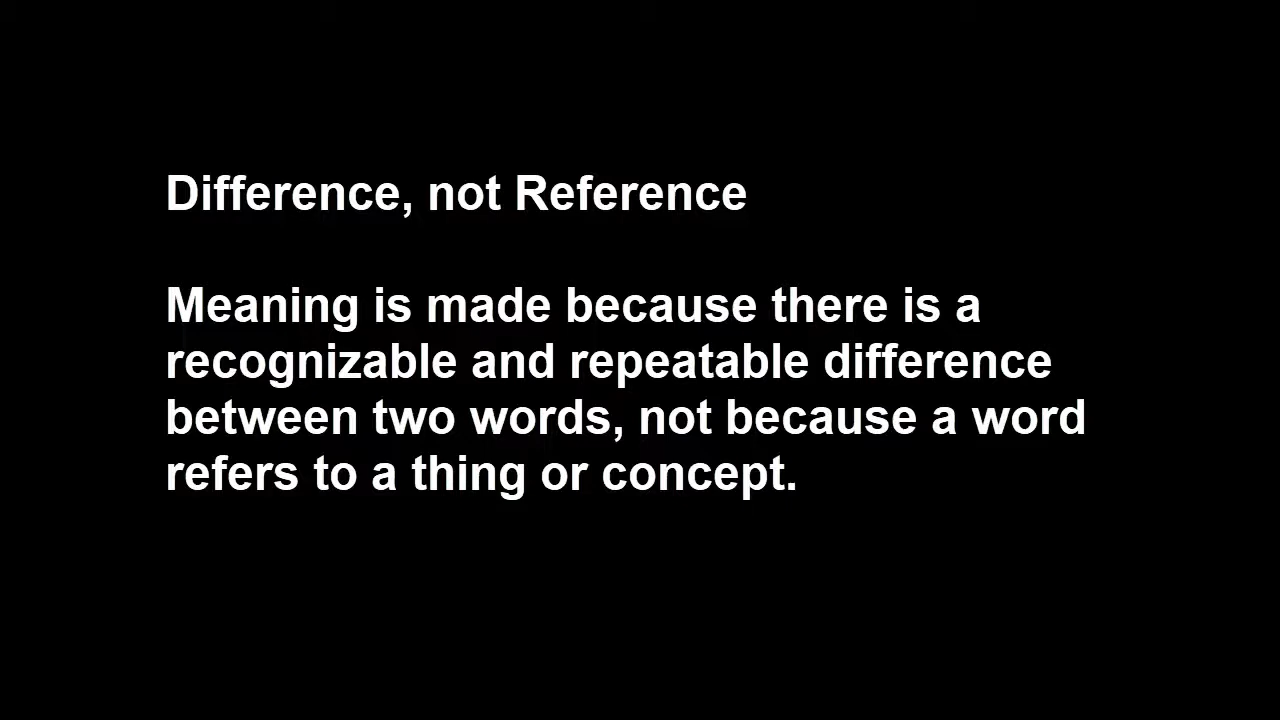 Difference, not Reference
Meaning is made because there is a
recognizable and repeatable difference
between two words, not because a word
refers to a thing or concept.